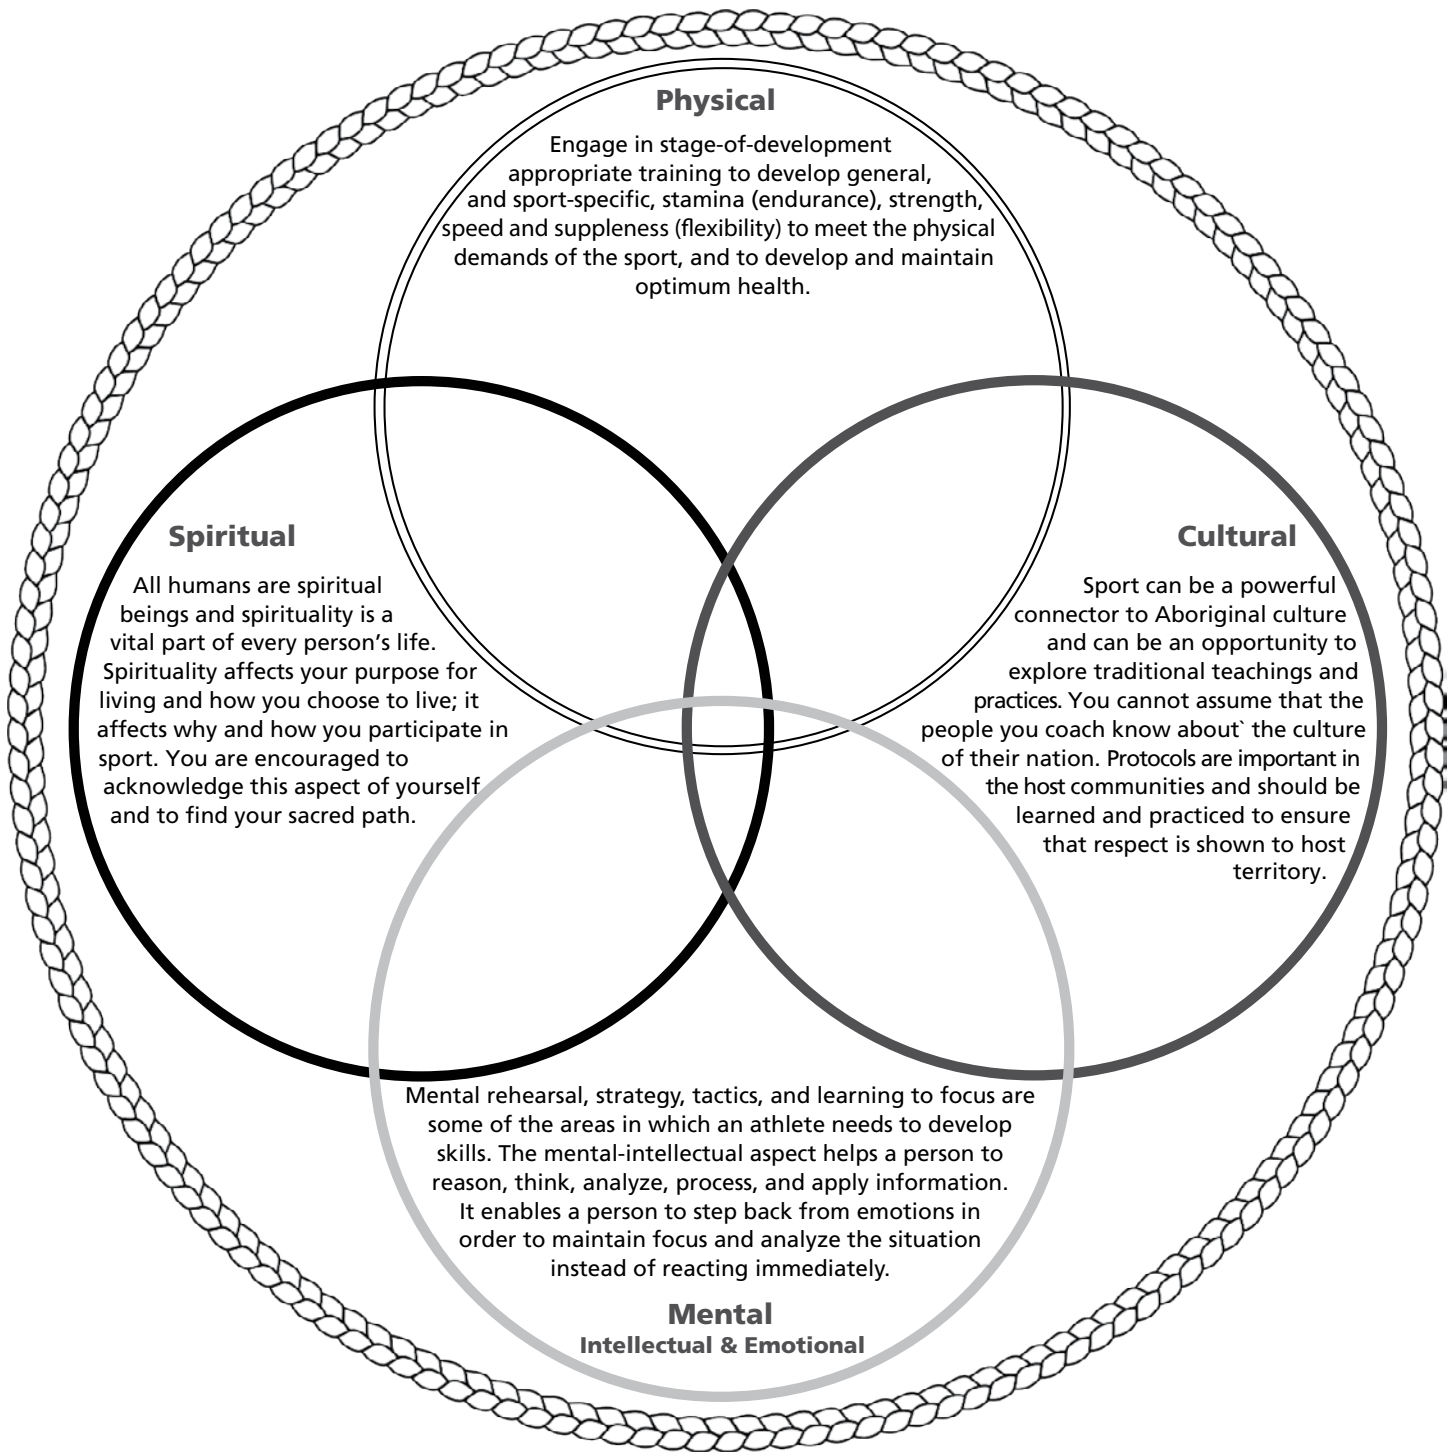 Physical
Engage in stage-of-development
appropriate training to develop general,
and sport-specific, stamina (endurance), strength,
speed and suppleness (flexibility) to meet the physical
demands of the sport, and to develop and maintain
optimum health.
Spiritual
All humans are spiritual
beings and spirituality is a
vital part of every person’s life.
Spirituality affects your purpose for
living and how you choose to live; it
affects why and how you participate in
sport. You are encouraged to
acknowledge this aspect of yourself
and to find your sacred path.
Cultural
Sport can be a powerful
connector to Aboriginal culture
and can be an opportunity to
explore traditional teachings and
practices. You cannot assume that the
people you coach know about` the culture
of their nation. Protocols are important in
the host communities and should be
learned and practiced to ensure
that respect is shown to host
territory.
Mental rehearsal, strategy, tactics, and learning to focus are
some of the areas in which an athlete needs to develop
skills. The mental-intellectual aspect helps a person to
reason, think, analyze, process, and apply information.
It enables a person to step back from emotions in
order to maintain focus and analyze the situation
instead of reacting immediately.
Mental
Intellectual & Emotional